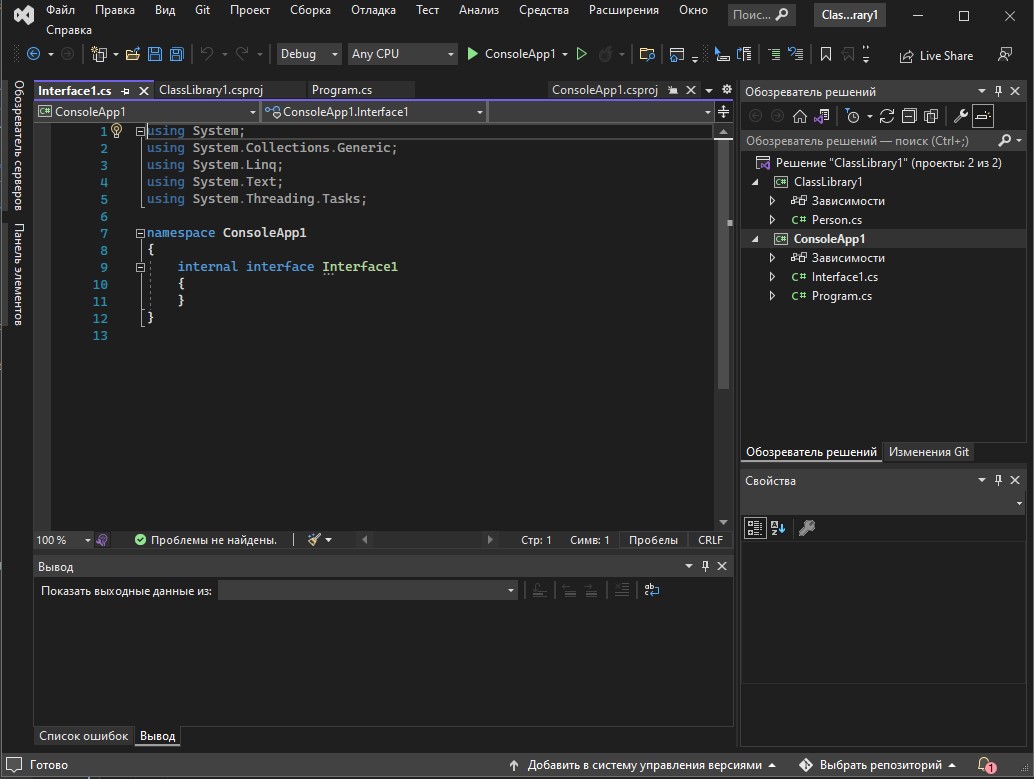 Файл Правка Вид Git Проект Сборка Отладка Тест Анализ Средства Расширения Окно Поис... Clas...rary1
Справка
Debug Any CPU ConsoleApp1 Live Share
Interface1.cs ClassLibrary1.csproj Program.cs ConsoleApp1.csproj
ConsoleApp1 ConsoleApp1.Interface1
1 using System;
2 using System.Collections.Generic;
3 using System.Linq;
4 using System.Text;
5 using System.Threading.Tasks;
6
7 namespace ConsoleApp1
8 {
9 internal interface Interface1
10 {
11 }
12 }
13
100 % Проблемы не найдены. Стр: 1 Симв: 1 Пробелы CRLF
Вывод
Показать выходные данные из:
Список ошибок Вывод
Обозреватель серверов
Панель элементов
Обозреватель решений
Обозреватель решений — поиск (Ctrl+;)
Решение "ClassLibrary1" (проекты: 2 из 2)
C# ClassLibrary1
Зависимости
C# Person.cs
C# ConsoleApp1
Зависимости
C# Interface1.cs
C# Program.cs
Обозреватель решений Изменения Git
Свойства
Готово Добавить в систему управления версиями Выбрать репозиторий 1